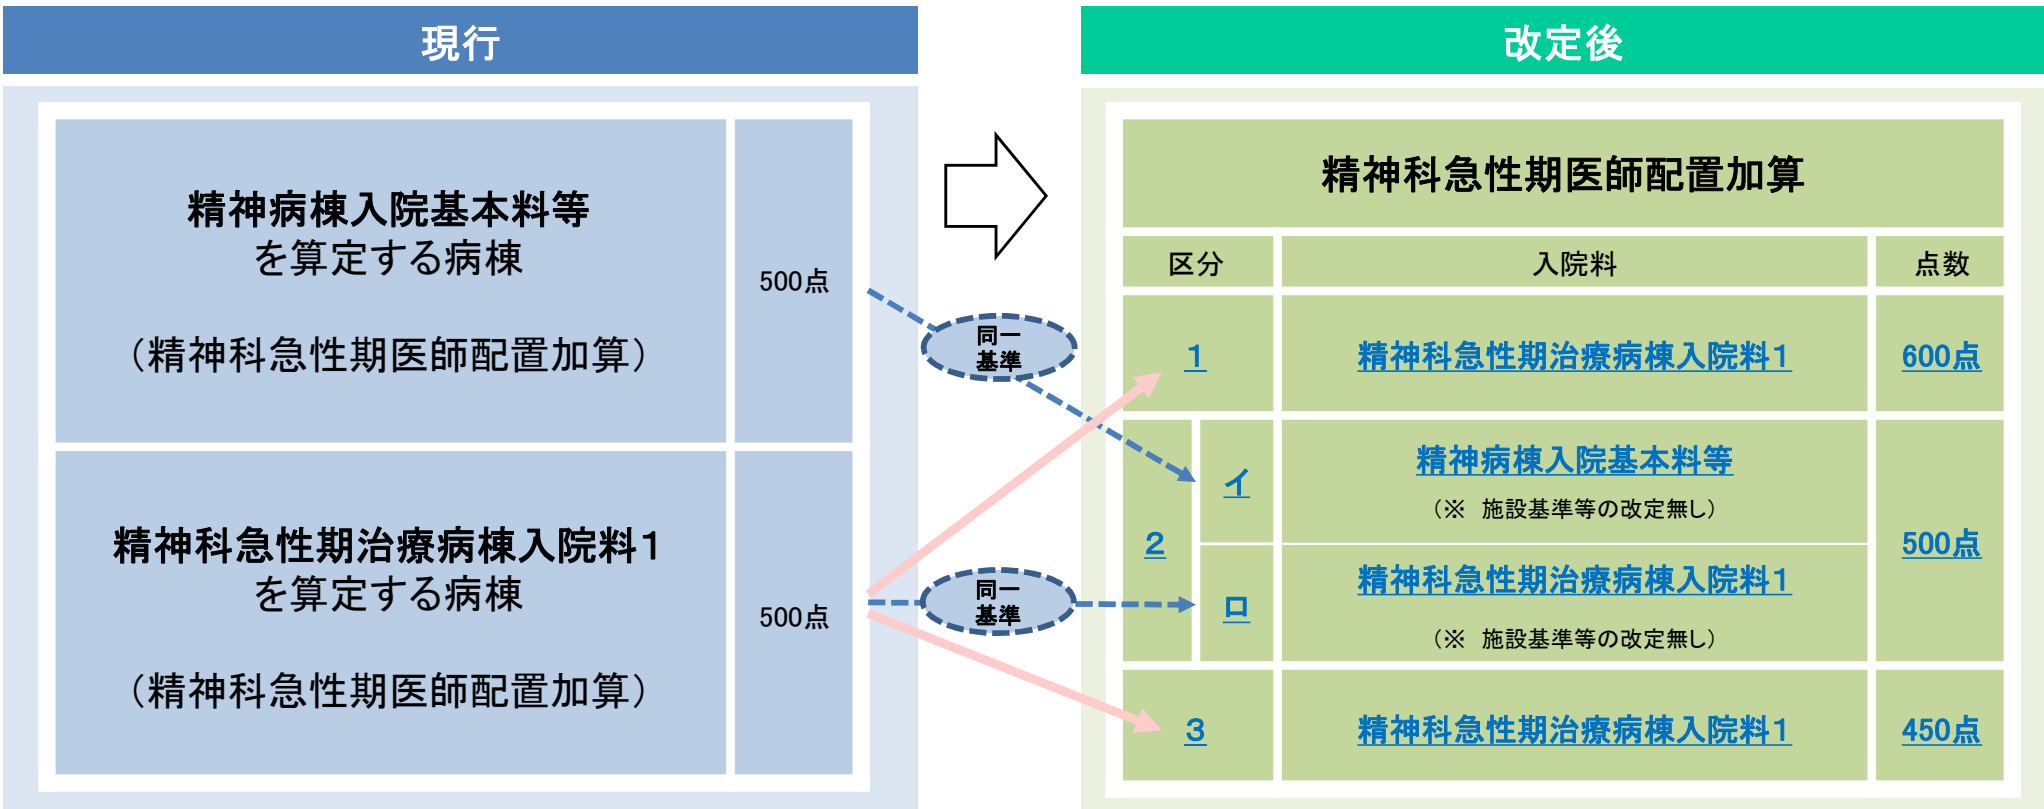 現行
精神病棟入院基本料等
を算定する病棟
（精神科急性期医師配置加算）
500点
精神科急性期治療病棟入院料1
を算定する病棟
（精神科急性期医師配置加算）
500点
同一
基準
同一
基準
改定後
精神科急性期医師配置加算
区分
入院料
点数
1
精神科急性期治療病棟入院料1
600点
2
イ
精神病棟入院基本料等
（※　施設基準等の改定無し）
500点
ロ
精神科急性期治療病棟入院料1
（※　施設基準等の改定無し）
3
精神科急性期治療病棟入院料1
450点